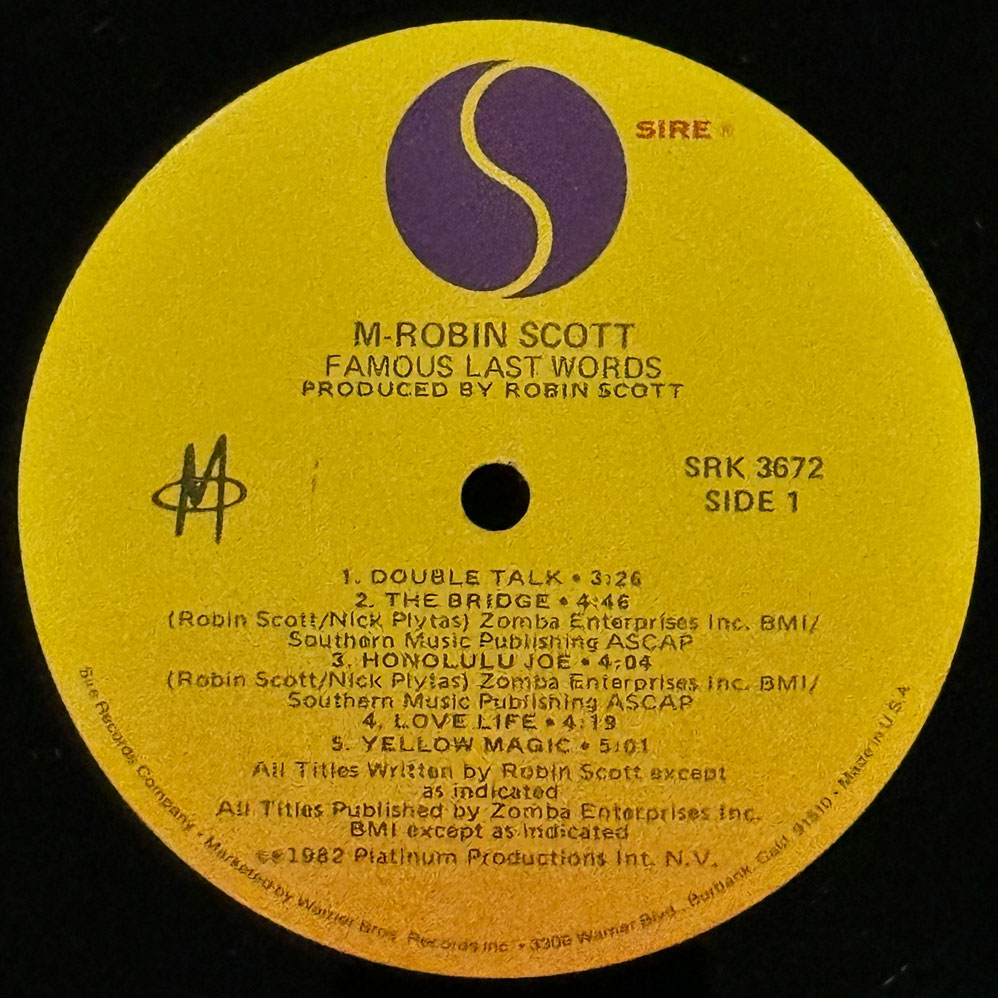 SIRE ®
M-ROBIN SCOTT
FAMOUS LAST WORDS
PRODUCED BY ROBIN SCOTT
M
SRK 3672
SIDE 1
1. DOUBLE TALK • 3:26
2. THE BRIDGE • 4:46
(Robin Scott/Nick Plytas) Zomba Enterprises Inc. BMI/
Southern Music Publishing ASCAP
3. HONOLULU JOE • 4:04
(Robin Scott/Nick Plytas) Zomba Enterprises Inc. BMI/
Southern Music Publishing ASCAP
4. LOVE LIFE • 4:19
5. YELLOW MAGIC • 5:01
All Titles Written by Robin Scott except
as indicated
All Titles Published by Zomba Enterprises Inc.
BMI except as indicated
℗©1982 Platinum Productions Int. N.V.
Sire Records Company • Marketed by Warner Bros. Records Inc. • 3300 Warner Blvd., Burbank, Calif. 91510 • Made in U.S.A.